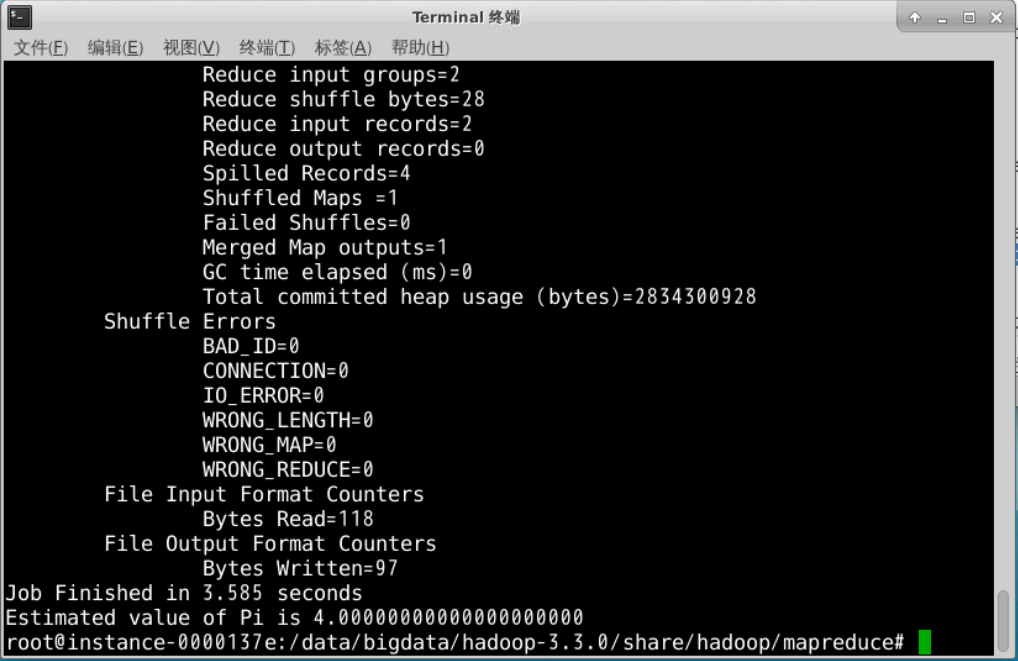 Terminal 终端
文件(F) 编辑(E) 视图(V) 终端(T) 标签(A) 帮助(H)
Reduce input groups=2
Reduce shuffle bytes=28
Reduce input records=2
Reduce output records=0
Spilled Records=4
Shuffled Maps =1
Failed Shuffles=0
Merged Map outputs=1
GC time elapsed (ms)=0
Total committed heap usage (bytes)=2834300928
Shuffle Errors
BAD_ID=0
CONNECTION=0
IO_ERROR=0
WRONG_LENGTH=0
WRONG_MAP=0
WRONG_REDUCE=0
File Input Format Counters
Bytes Read=118
File Output Format Counters
Bytes Written=97
Job Finished in 3.585 seconds
Estimated value of Pi is 4.00000000000000000000
root@instance-0000137e:/data/bigdata/hadoop-3.3.0/share/hadoop/mapreduce#